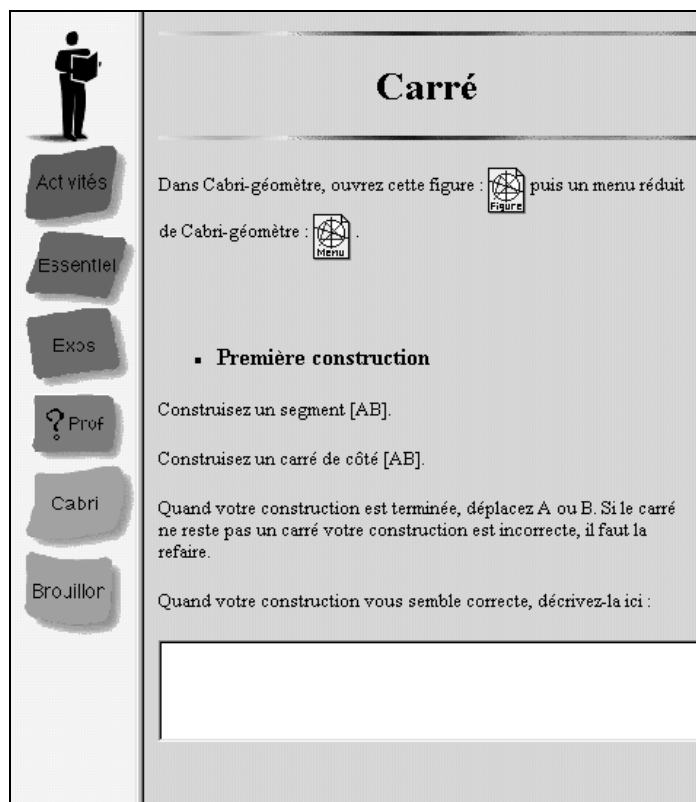 Carré
Act vités
Essentiel
Exos
? Prof
Cabri
Brouillon
Dans Cabri-géomètre, ouvrez cette figure : Figure puis un menu réduit
de Cabri-géomètre : Menu .
▪ Première construction
Construisez un segment [AB].
Construisez un carré de côté [AB].
Quand votre construction est terminée, déplacez A ou B. Si le carré
ne reste pas un carré votre construction est incorrecte, il faut la
refaire.
Quand votre construction vous semble correcte, décrivez-la ici :